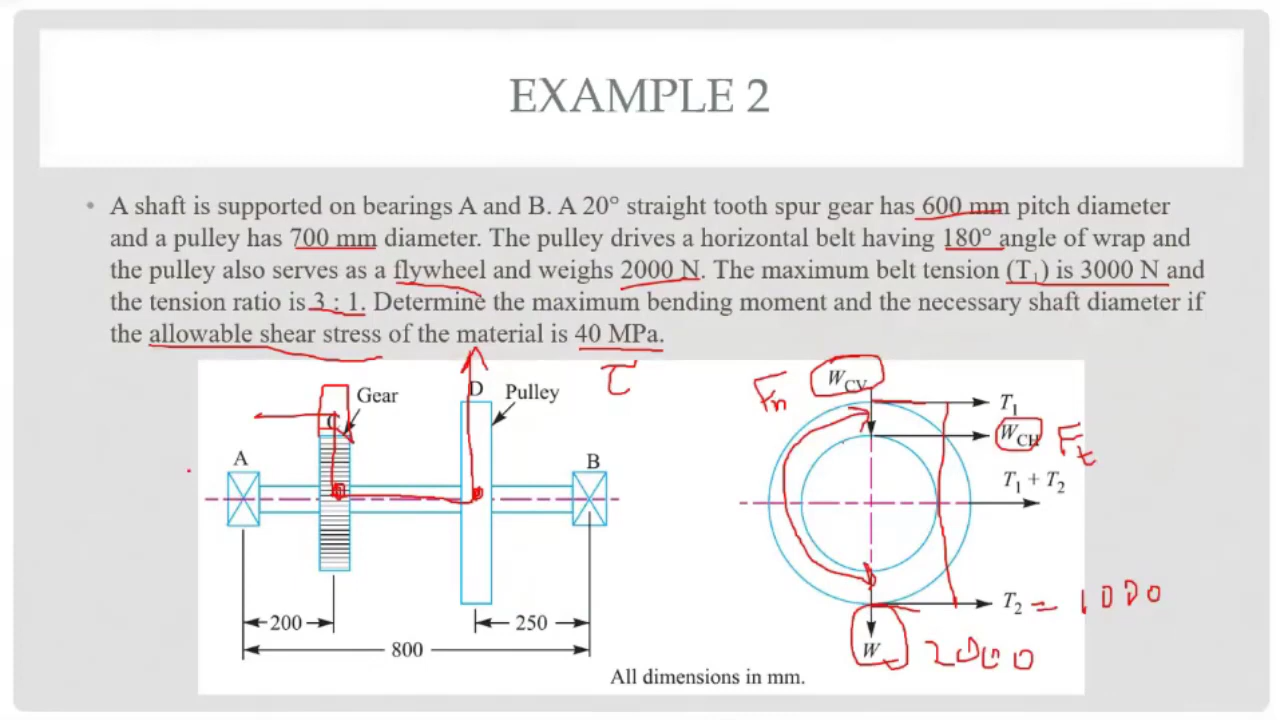 EXAMPLE 2
• A shaft is supported on bearings A and B. A 20° straight tooth spur gear has 600 mm pitch diameter
and a pulley has 700 mm diameter. The pulley drives a horizontal belt having 180° angle of wrap and
the pulley also serves as a flywheel and weighs 2000 N. The maximum belt tension (T₁) is 3000 N and
the tension ratio is 3 : 1. Determine the maximum bending moment and the necessary shaft diameter if
the allowable shear stress of the material is 40 MPa.
τ
C
Gear
D
Pulley
A
B
200
250
800
Fn
W_CV
T₁
W_CH
Ft
T₁ + T₂
T₂ = 1000
W
2000
All dimensions in mm.